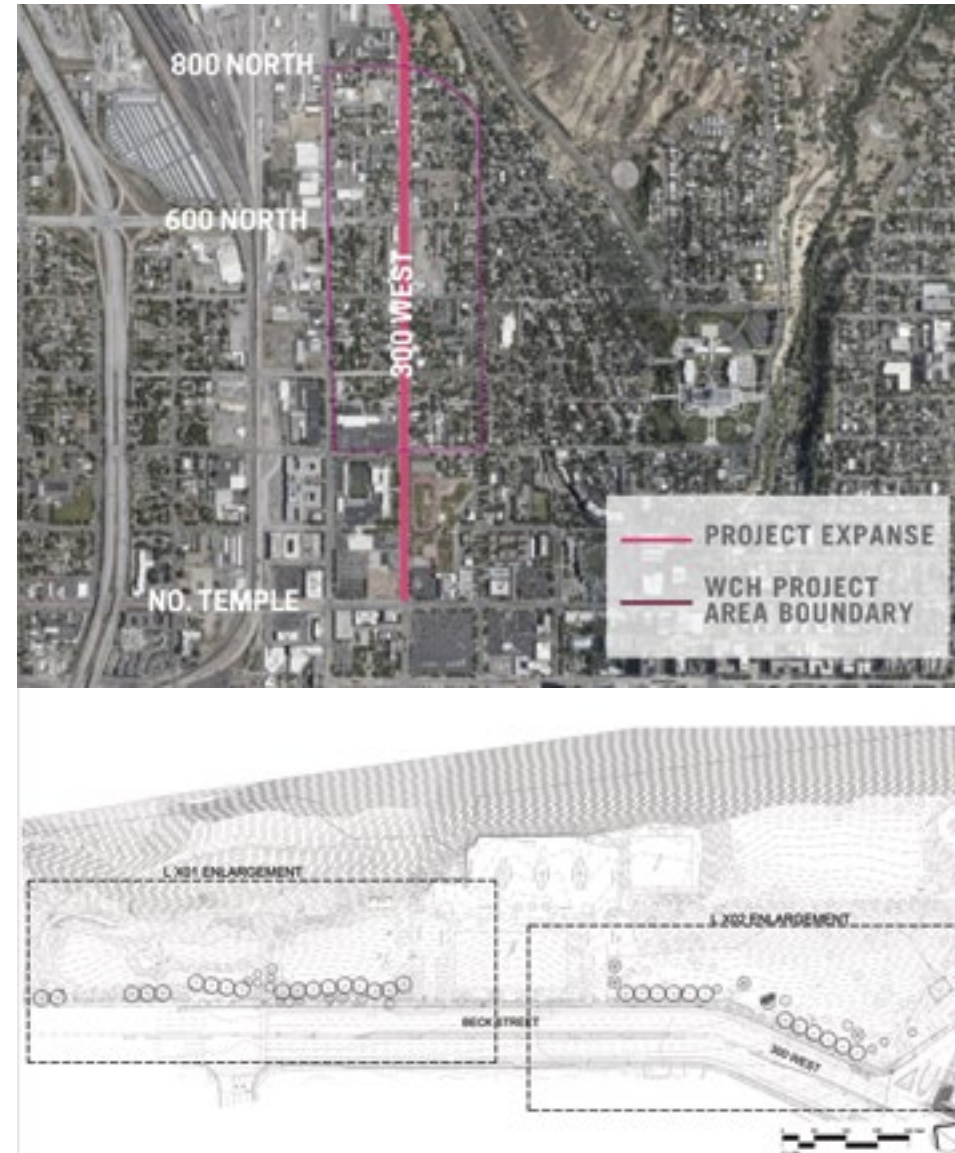 800 NORTH
600 NORTH
300 WEST
NO. TEMPLE
PROJECT EXPANSE
WCH PROJECT
AREA BOUNDARY
L X01 ENLARGEMENT
L X02 ENLARGEMENT
BECK STREET
300 WEST